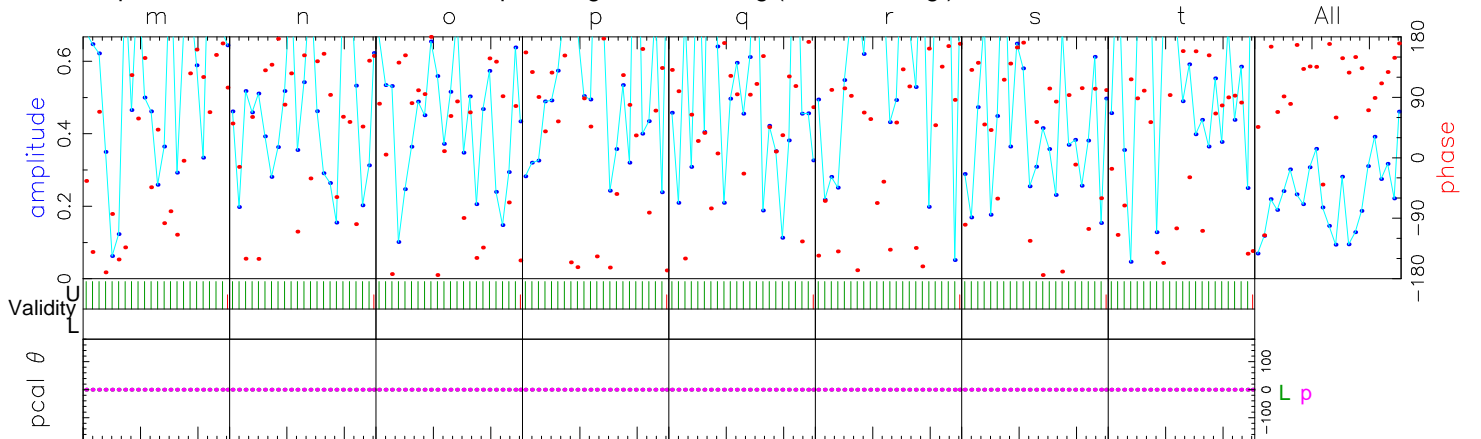 m n o p q r s t All
0.6 180
0.4 90
0.2 0
0 -90
-180
amplitude
phase
U
Validity
L
pcal θ
100
0
-100
L p